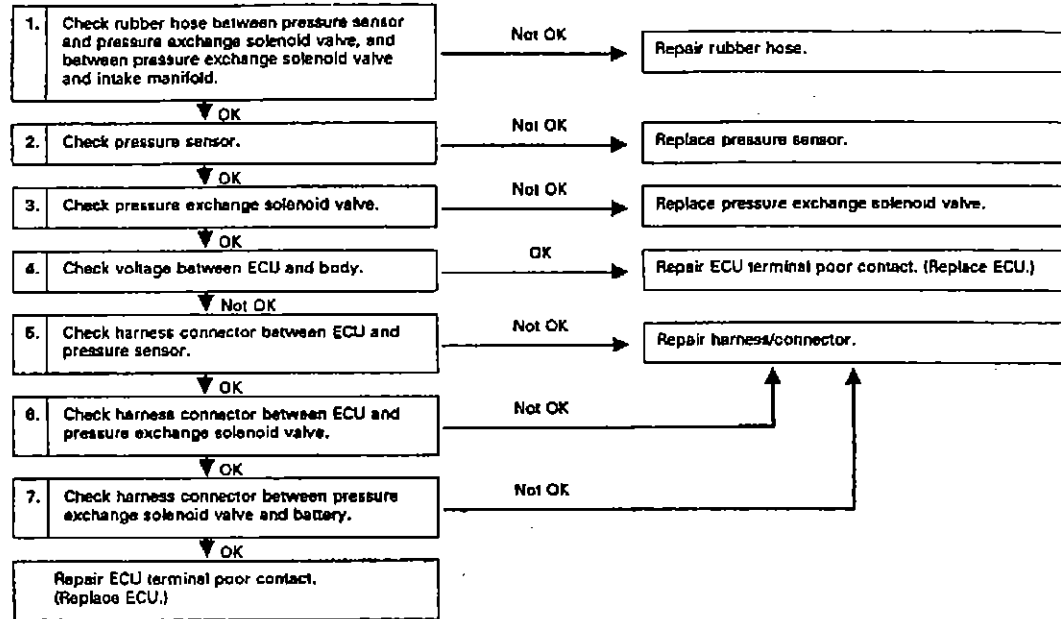 1. Check rubber hose between pressure sensor
and pressure exchange solenoid valve, and
between pressure exchange solenoid valve
and intake manifold.
Not OK
Repair rubber hose.
OK
2. Check pressure sensor.
Not OK
Replace pressure sensor.
OK
3. Check pressure exchange solenoid valve.
Not OK
Replace pressure exchange solenoid valve.
OK
4. Check voltage between ECU and body.
OK
Repair ECU terminal poor contact. (Replace ECU.)
Not OK
5. Check harness connector between ECU and
pressure sensor.
Not OK
Repair harness/connector.
OK
6. Check harness connector between ECU and
pressure exchange solenoid valve.
Not OK
OK
7. Check harness connector between pressure
exchange solenoid valve and battery.
Not OK
OK
Repair ECU terminal poor contact.
(Replace ECU.)